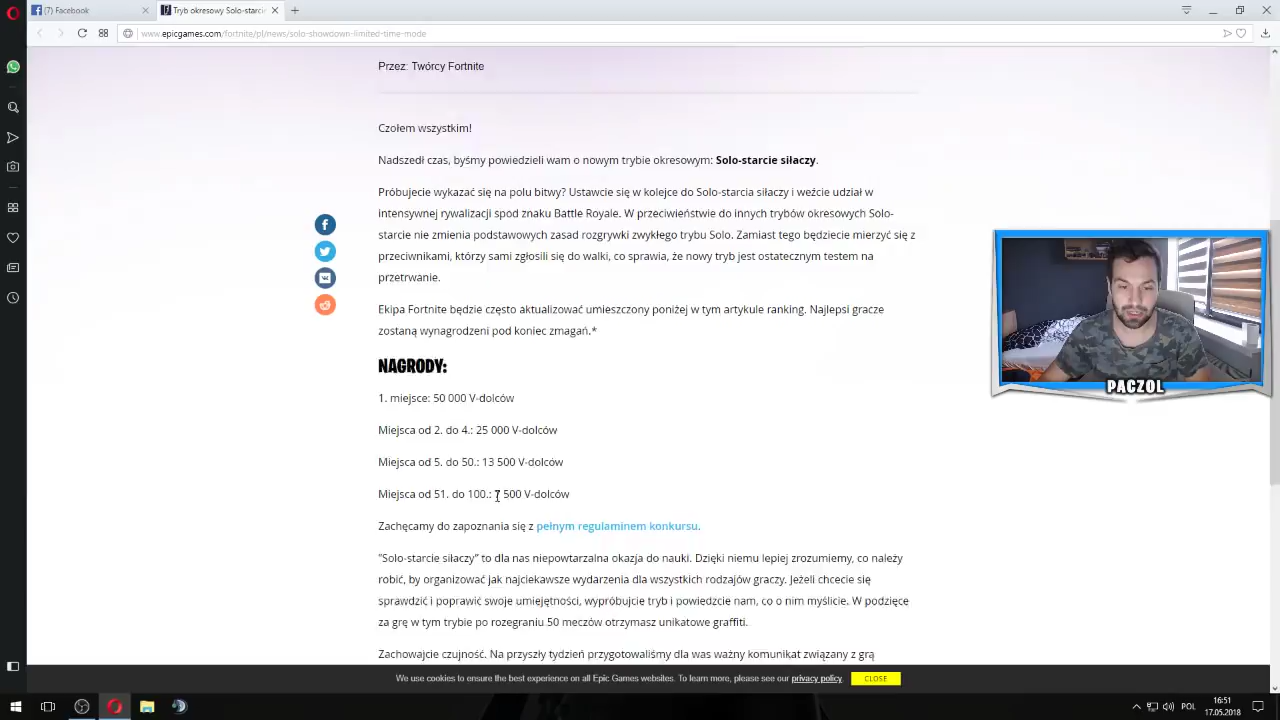 (7) Facebook
Tryb okresowy Solo-starcie
www.epicgames.com/fortnite/pl/news/solo-showdown-limited-time-mode
Przez: Twórcy Fortnite
Czołem wszystkim!
Nadszedł czas, byśmy powiedzieli wam o nowym trybie okresowym: Solo-starcie siłaczy.
Próbujecie wykazać się na polu bitwy? Ustawcie się w kolejce do Solo-starcia siłaczy i weźcie udział w
intensywnej rywalizacji spod znaku Battle Royale. W przeciwieństwie do innych trybów okresowych Solo-
starcie nie zmienia podstawowych zasad rozgrywki zwykłego trybu Solo. Zamiast tego będziecie mierzyć się z
przeciwnikami, którzy sami zgłosili się do walki, co sprawia, że nowy tryb jest ostatecznym testem na
przetrwanie.
Ekipa Fortnite będzie często aktualizować umieszczony poniżej w tym artykule ranking. Najlepsi gracze
zostaną wynagrodzeni pod koniec zmagań.*
NAGRODY:
1. miejsce: 50 000 V-dolców
Miejsca od 2. do 4.: 25 000 V-dolców
Miejsca od 5. do 50.: 13 500 V-dolców
Miejsca od 51. do 100.: 7 500 V-dolców
Zachęcamy do zapoznania się z pełnym regulaminem konkursu.
"Solo-starcie siłaczy" to dla nas niepowtarzalna okazja do nauki. Dzięki niemu lepiej zrozumiemy, co należy
robić, by organizować jak najciekawsze wydarzenia dla wszystkich rodzajów graczy. Jeżeli chcecie się
sprawdzić i poprawić swoje umiejętności, wypróbujcie tryb i powiedzcie nam, co o nim myślicie. W podzięce
za grę w tym trybie po rozegraniu 50 meczów otrzymasz unikatowe graffiti.
Zachowajcie czujność. Na przyszły tydzień przygotowaliśmy dla was ważny komunikat związany z grą
PACZOL
We use cookies to ensure the best experience on all Epic Games websites. To learn more, please see our privacy policy.
CLOSE
POL
16:51
17.05.2018